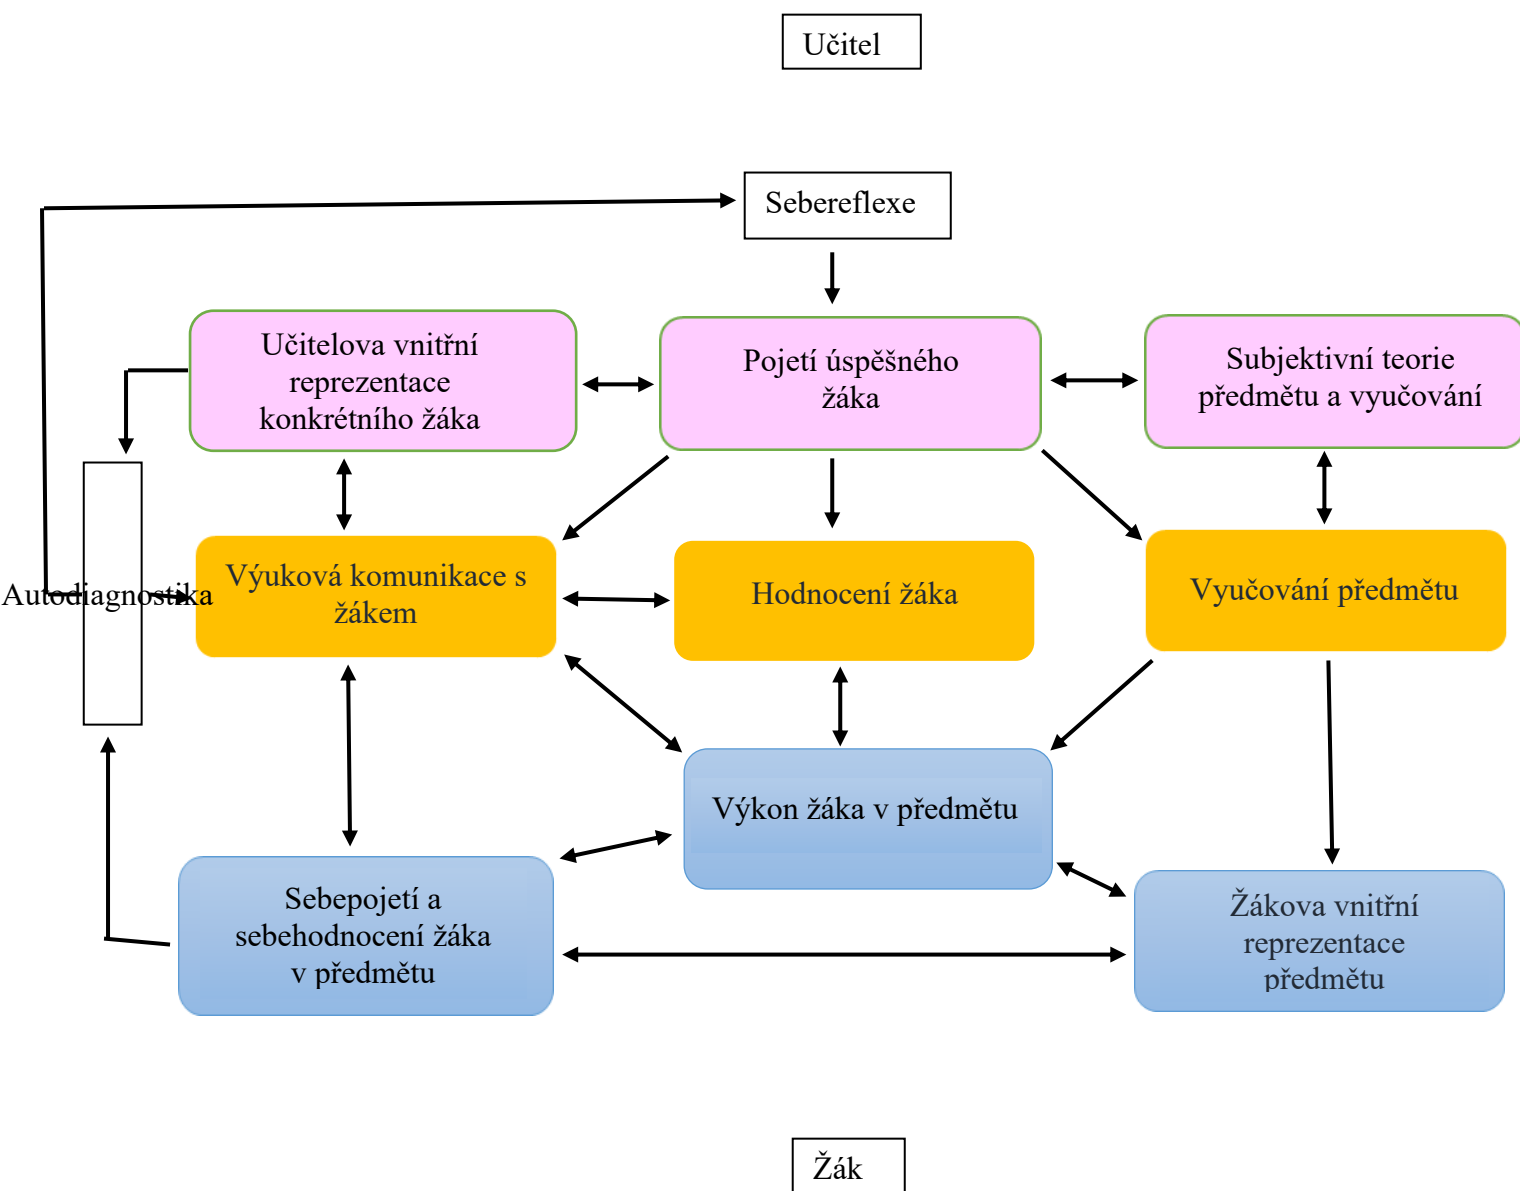 Učitel
Sebereflexe
Učitelova vnitřní
reprezentace
konkrétního žáka
Pojetí úspěšného
žáka
Subjektivní teorie
předmětu a vyučování
Autodiagnostika
Výuková komunikace s
žákem
Hodnocení žáka
Vyučování předmětu
Výkon žáka v předmětu
Sebepojetí a
sebehodnocení žáka
v předmětu
Žákova vnitřní
reprezentace
předmětu
Žák